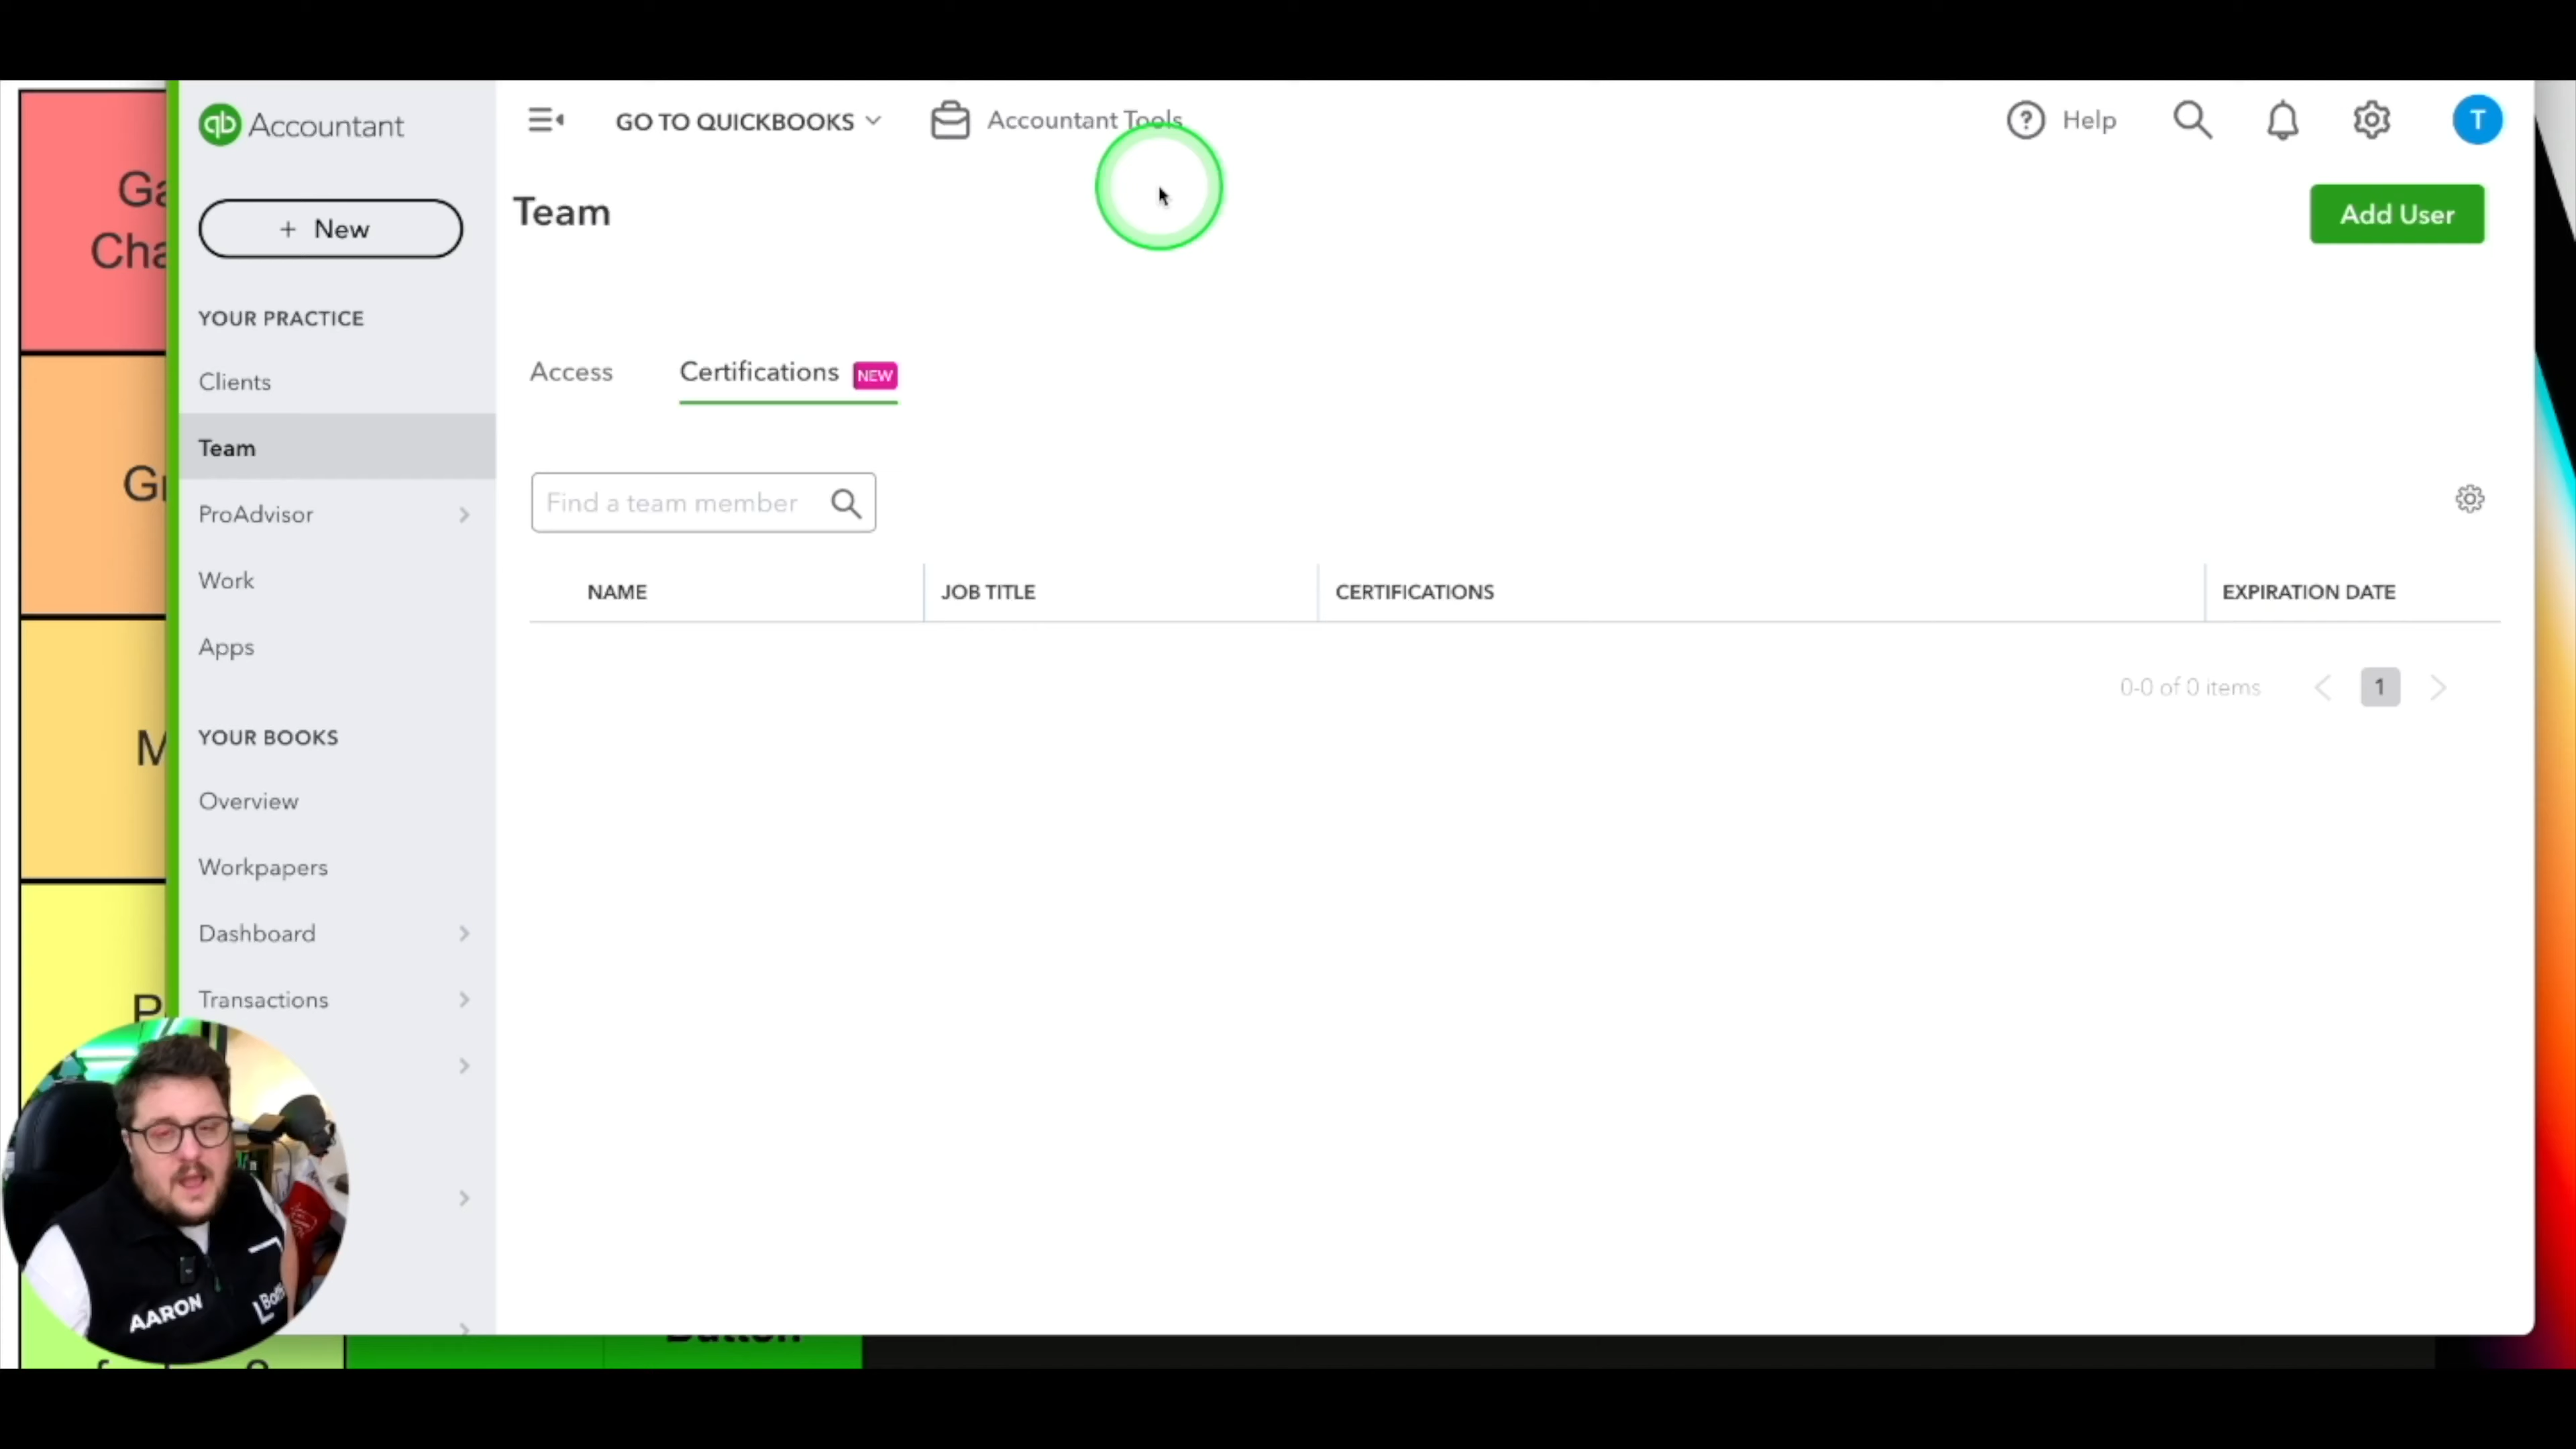 qb Accountant
GO TO QUICKBOOKS
Accountant Tools
Help
T
+ New
Team
Add User
YOUR PRACTICE
Clients
Team
ProAdvisor
Work
Apps
YOUR BOOKS
Overview
Workpapers
Dashboard
Transactions
Access
Certifications NEW
Find a team member
NAME
JOB TITLE
CERTIFICATIONS
EXPIRATION DATE
0-0 of 0 items
1
AARON
Button